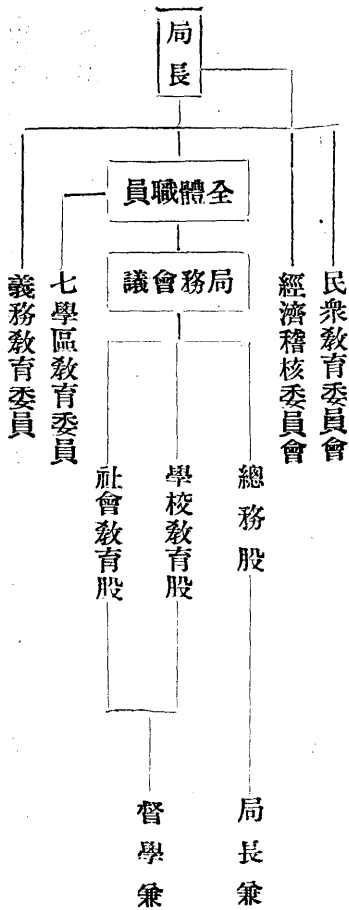 局長
員職體全
議會務局
民衆教育委員會
經濟稽核委員會
七學區教育委員
義務教育委員
總務股
學校教育股
社會教育股
局長兼
督學兼